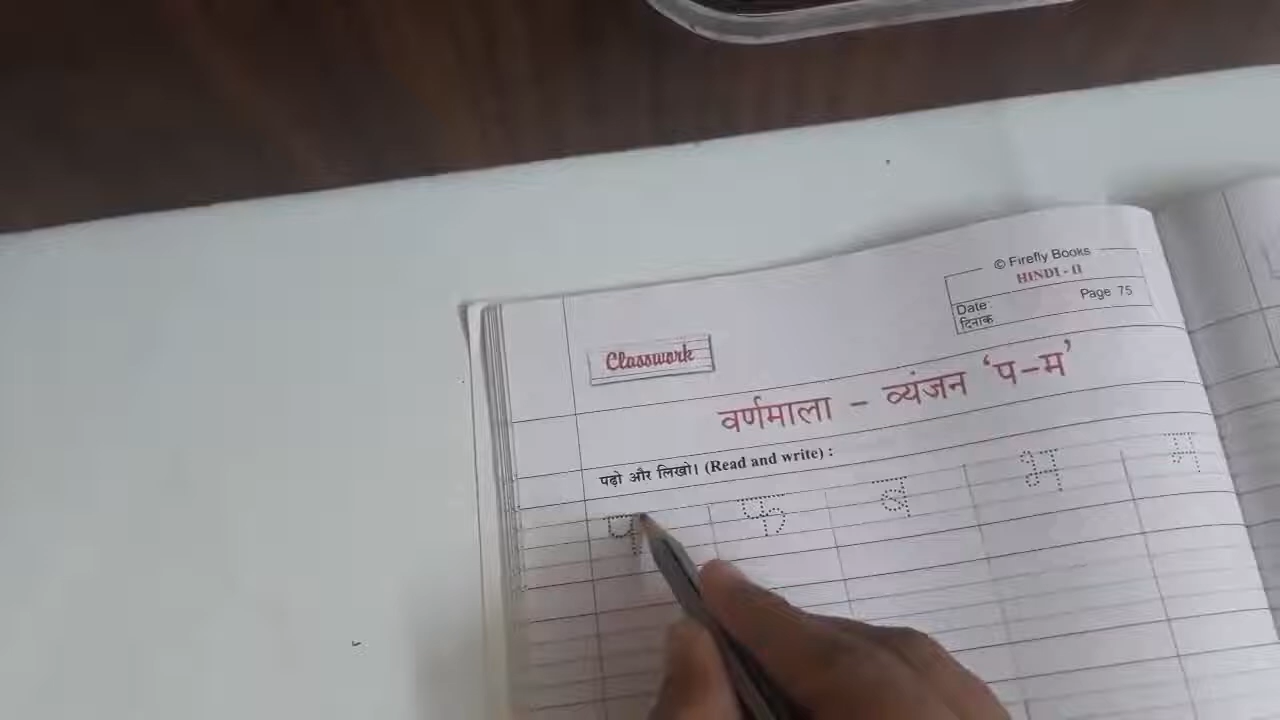 © Firefly Books
HINDI - II
Date:
Page 75
दिनांक
Classwork
वर्णमाला – व्यंजन ‘प–म’
पढ़ो और लिखो। (Read and write) :
प फ ब भ म